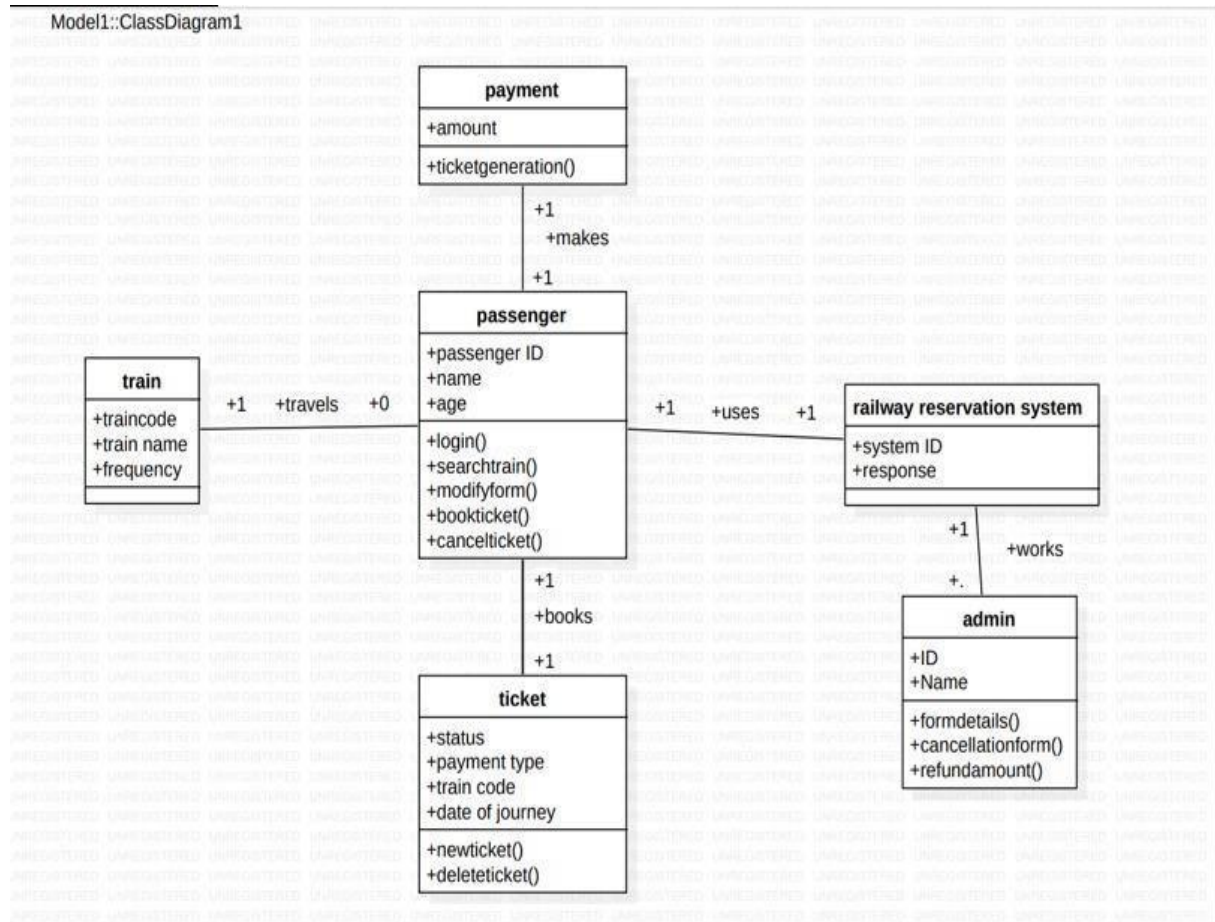 Model1::ClassDiagram1
payment
+amount
+ticketgeneration()
+1
+makes
+1
passenger
+passenger ID
+name
+age
+login()
+searchtrain()
+modifyform()
+bookticket()
+cancelticket()
train
+traincode
+train name
+frequency
+1 +travels +0
+1 +uses +1
railway reservation system
+system ID
+response
+1
+works
+..
admin
+ID
+Name
+formdetails()
+cancellationform()
+refundamount()
+1
+books
+1
ticket
+status
+payment type
+train code
+date of journey
+newticket()
+deleteticket()